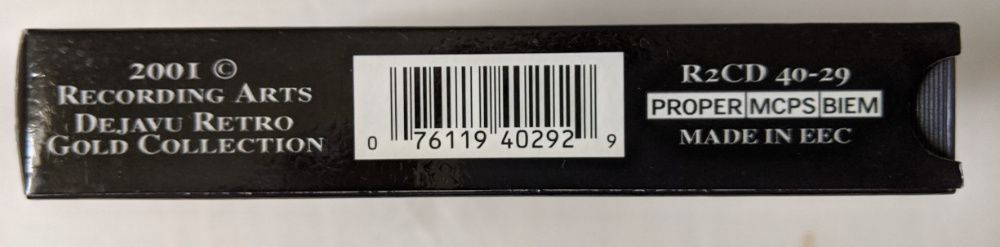 2001 ©
Recording Arts
Dejavu Retro
Gold Collection
0 76119 40292 9
R2CD 40-29
PROPER MCPS BIEM
MADE IN EEC